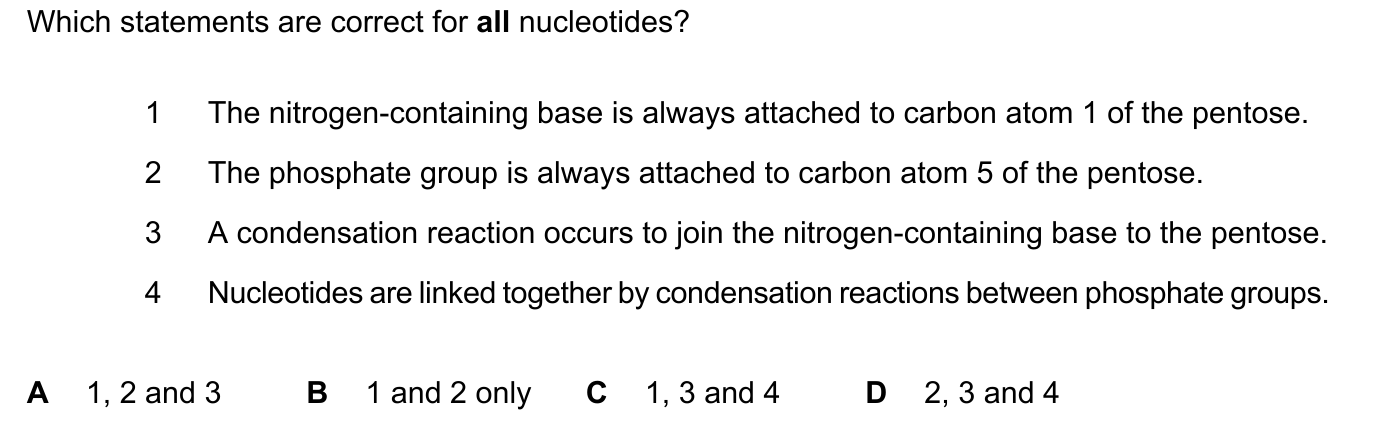 Which statements are correct for all nucleotides?
1 The nitrogen-containing base is always attached to carbon atom 1 of the pentose.
2 The phosphate group is always attached to carbon atom 5 of the pentose.
3 A condensation reaction occurs to join the nitrogen-containing base to the pentose.
4 Nucleotides are linked together by condensation reactions between phosphate groups.
A 1, 2 and 3 B 1 and 2 only C 1, 3 and 4 D 2, 3 and 4